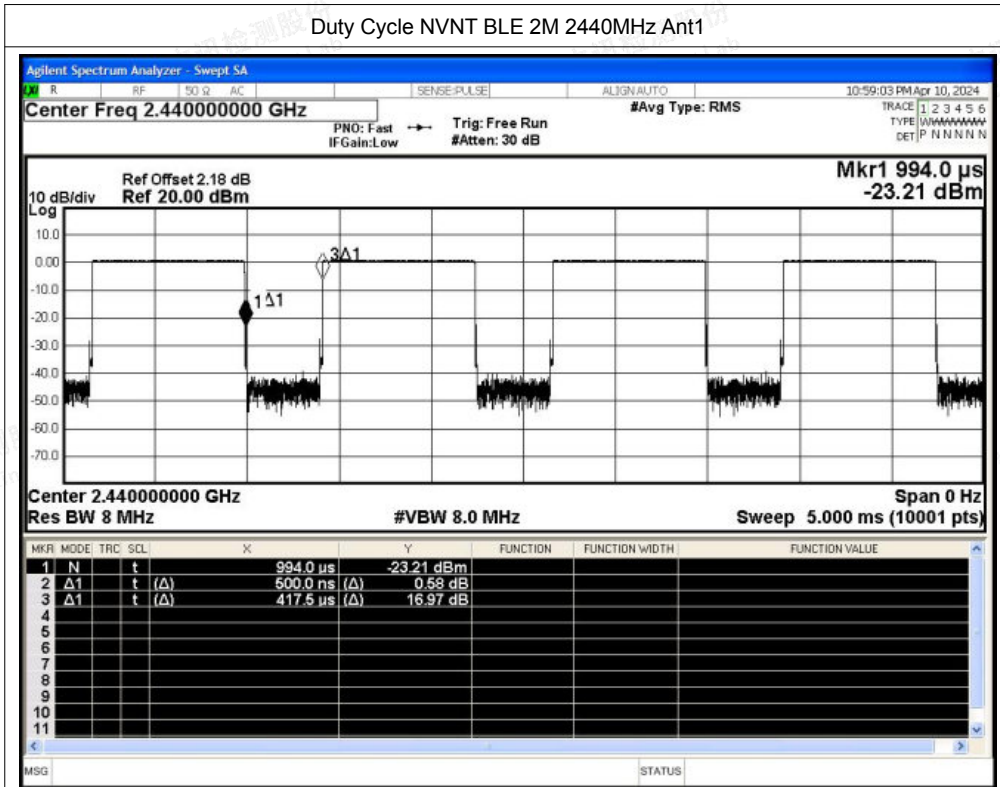 Duty Cycle NVNT BLE 2M 2440MHz Ant1
Agilent Spectrum Analyzer - Swept SA
LXI R RF 50 Ω AC SENSE:PULSE ALIGN AUTO 10:59:03 PM Apr 10, 2024
Center Freq 2.440000000 GHz #Avg Type: RMS TRACE 1 2 3 4 5 6
PNO: Fast Trig: Free Run TYPE WWWWWW
IFGain:Low #Atten: 30 dB DET P N N N N N
Mkr1 994.0 µs
Ref Offset 2.18 dB
10 dB/div Ref 20.00 dBm -23.21 dBm
Log
10.0
0.00 3Δ1
-10.0
1Δ1
-20.0
-30.0
-40.0
-50.0
-60.0
-70.0
Center 2.440000000 GHz Span 0 Hz
Res BW 8 MHz #VBW 8.0 MHz Sweep 5.000 ms (10001 pts)
MKR MODE TRC SCL X Y FUNCTION FUNCTION WIDTH FUNCTION VALUE
1 N t 994.0 µs -23.21 dBm
2 Δ1 t (Δ) 500.0 ns (Δ) 0.58 dB
3 Δ1 t (Δ) 417.5 µs (Δ) 16.97 dB
4
5
6
7
8
9
10
11
MSG STATUS